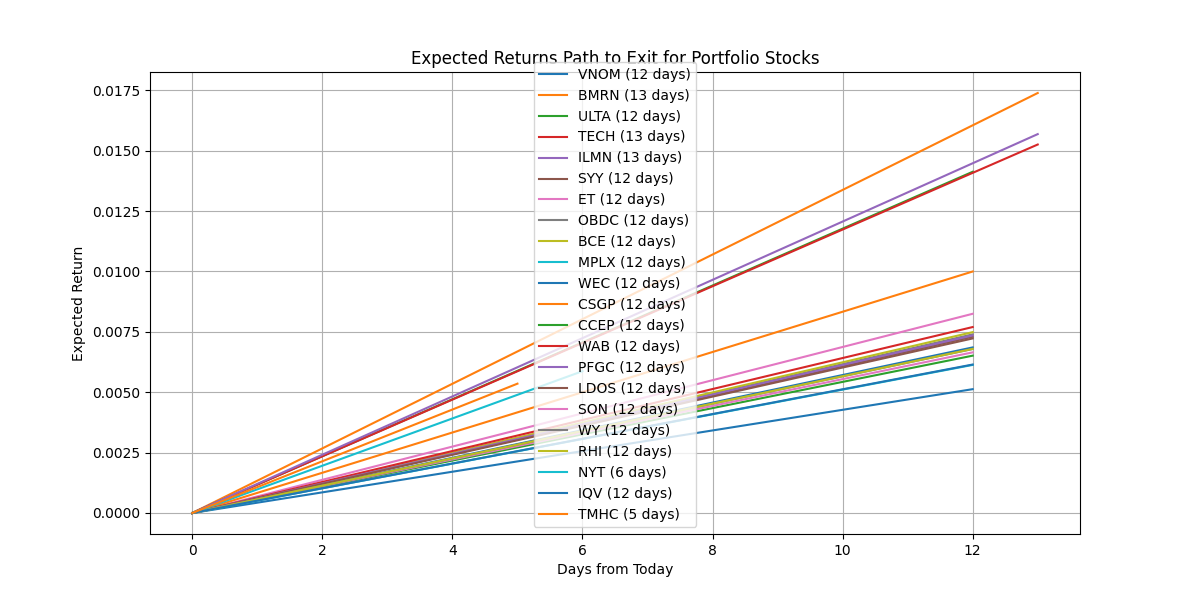 Expected Returns Path to Exit for Portfolio Stocks
VNOM (12 days)
BMRN (13 days)
ULTA (12 days)
TECH (13 days)
ILMN (13 days)
SYY (12 days)
ET (12 days)
OBDC (12 days)
BCE (12 days)
MPLX (12 days)
WEC (12 days)
CSGP (12 days)
CCEP (12 days)
WAB (12 days)
PFGC (12 days)
LDOS (12 days)
SON (12 days)
WY (12 days)
RHI (12 days)
NYT (6 days)
IQV (12 days)
TMHC (5 days)
0.0175
0.0150
0.0125
0.0100
0.0075
0.0050
0.0025
0.0000
Expected Return
0 2 4 6 8 10 12
Days from Today